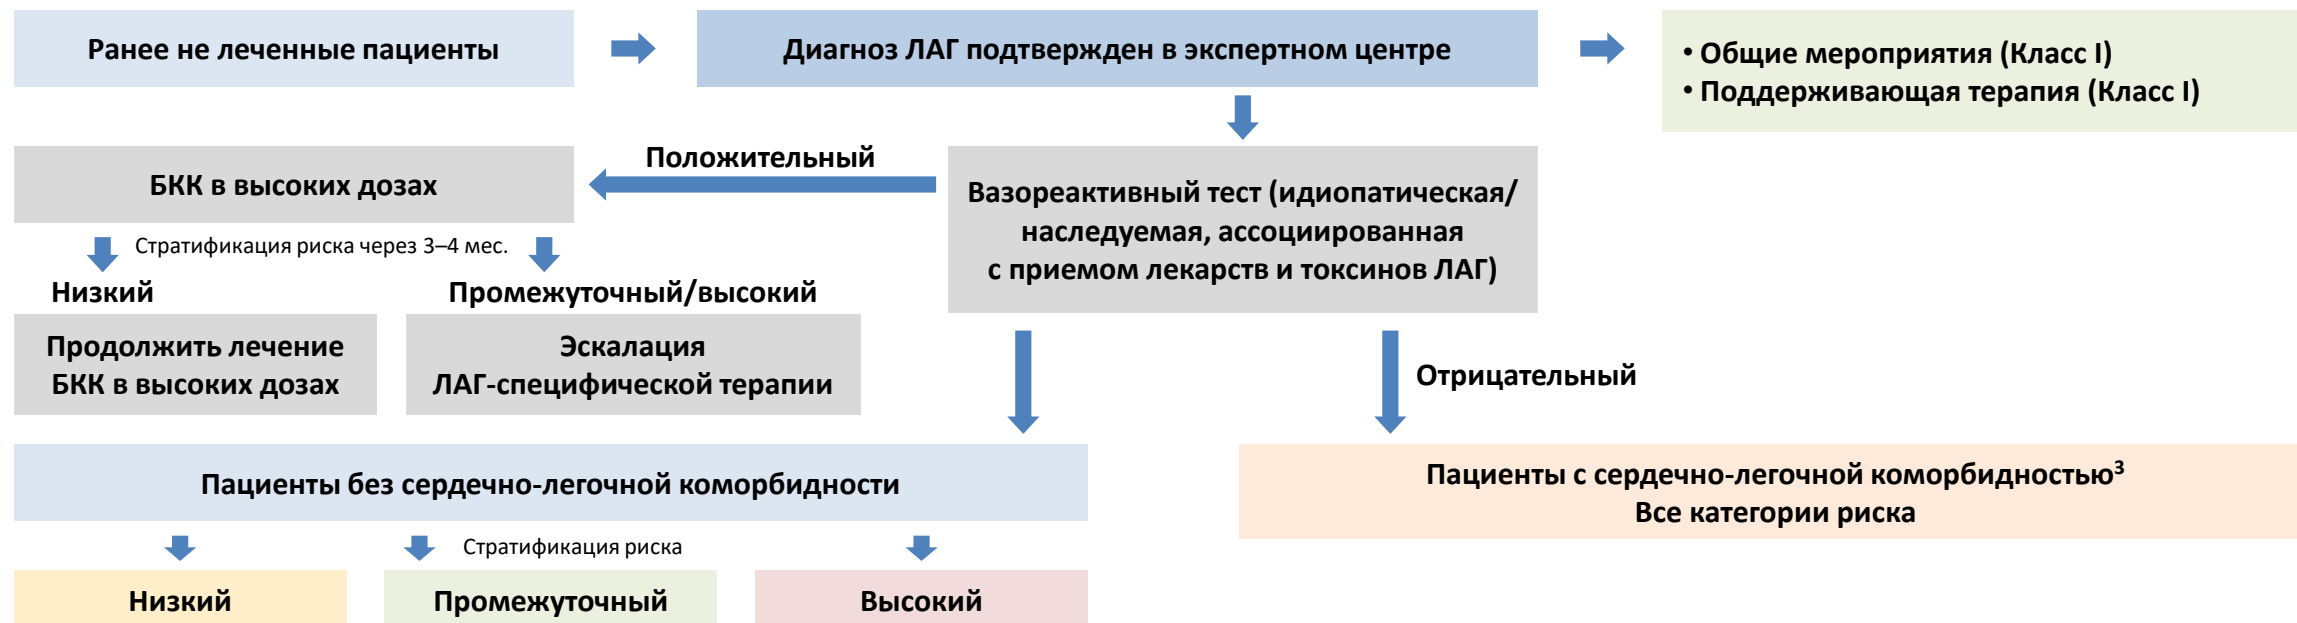 Ранее не леченные пациенты
Диагноз ЛАГ подтвержден в экспертном центре
• Общие мероприятия (Класс I)
• Поддерживающая терапия (Класс I)
Положительный
БКК в высоких дозах
Вазореактивный тест (идиопатическая/
наследуемая, ассоциированная
с приемом лекарств и токсинов ЛАГ)
Стратификация риска через 3–4 мес.
Низкий
Промежуточный/высокий
Продолжить лечение
БКК в высоких дозах
Эскалация
ЛАГ-специфической терапии
Отрицательный
Пациенты без сердечно-легочной коморбидности
Пациенты с сердечно-легочной коморбидностью³
Все категории риска
Стратификация риска
Низкий
Промежуточный
Высокий